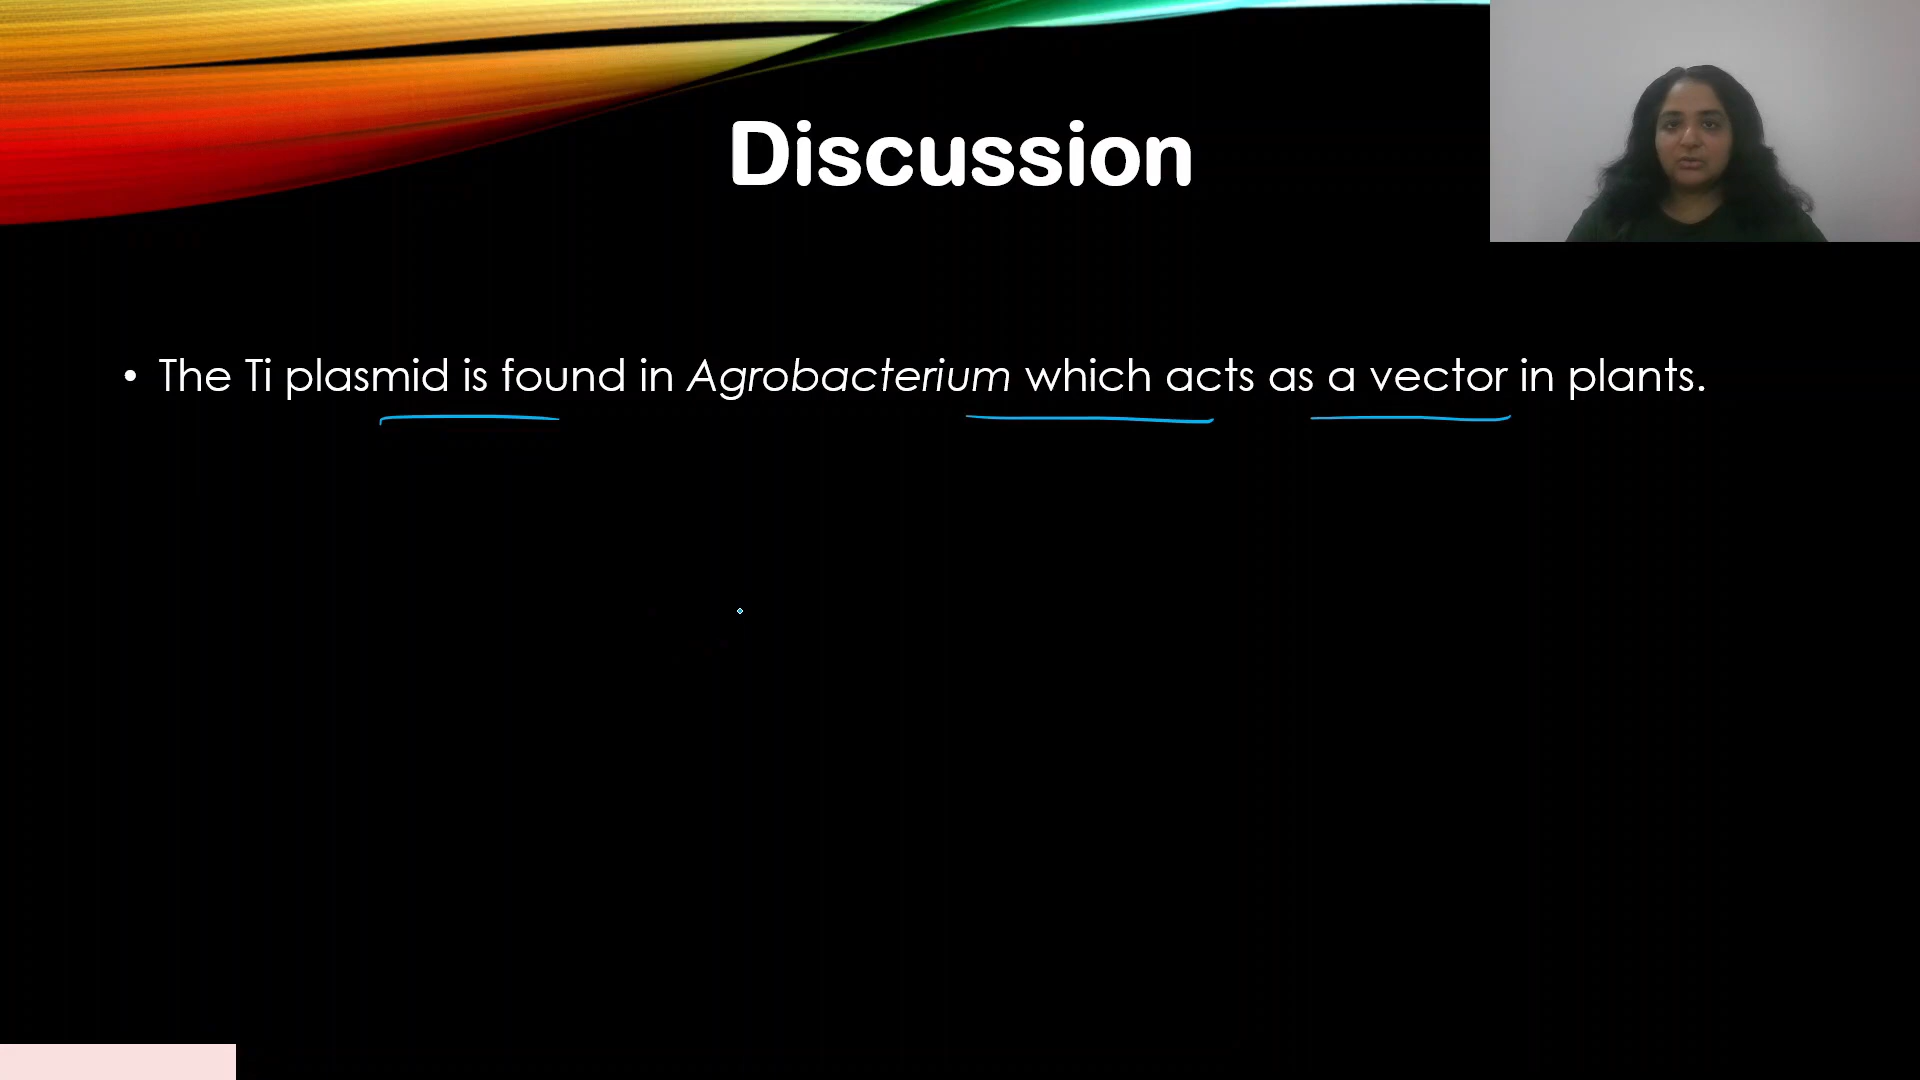 Discussion
• The Ti plasmid is found in Agrobacterium which acts as a vector in plants.